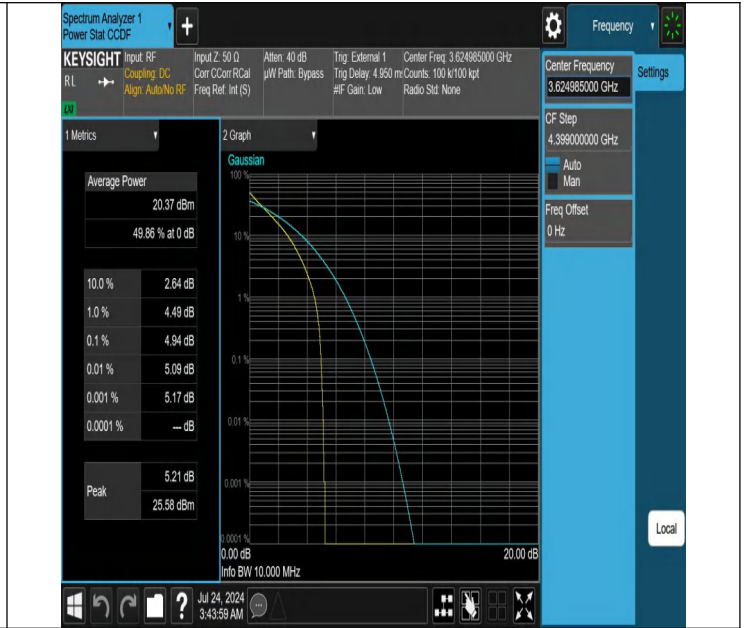 Spectrum Analyzer 1
Power Stat CCDF
+
Frequency
KEYSIGHT
RL
LXI
Input: RF
Coupling: DC
Align: Auto/No RF
Input Z: 50 Ω
Corr CCorr RCal
Freq Ref: Int (S)
Atten: 40 dB
µW Path: Bypass
Trig: External 1
Trig Delay: 4.950 ms
#IF Gain: Low
Center Freq: 3.624985000 GHz
Counts: 100 k/100 kpt
Radio Std: None
1 Metrics
Average Power
20.37 dBm
49.86 % at 0 dB
10.0 % 2.64 dB
1.0 % 4.49 dB
0.1 % 4.94 dB
0.01 % 5.09 dB
0.001 % 5.17 dB
0.0001 % --- dB
Peak
5.21 dB
25.58 dBm
2 Graph
Gaussian
100 %
10 %
1 %
0.1 %
0.01 %
0.001 %
0.0001 %
0.00 dB
20.00 dB
Info BW 10.000 MHz
Center Frequency
3.624985000 GHz
Settings
CF Step
4.399000000 GHz
Auto
Man
Freq Offset
0 Hz
Local
?
Jul 24, 2024
3:43:59 AM